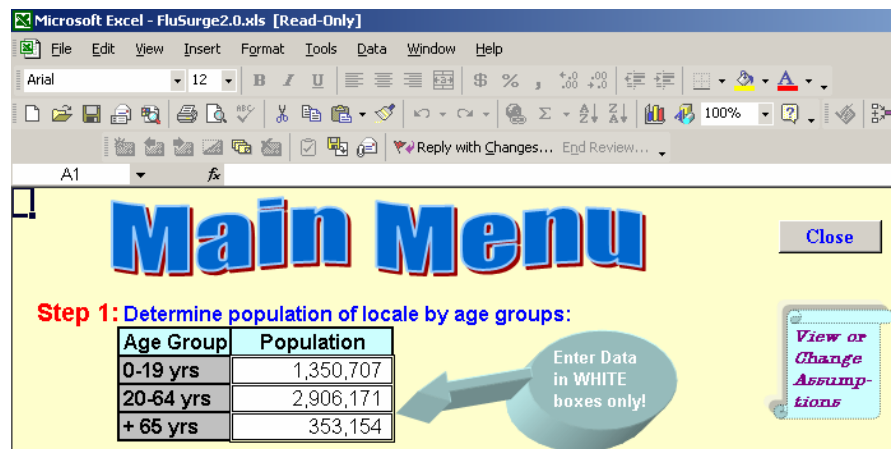 Microsoft Excel - FluSurge2.0.xls [Read-Only]
File Edit View Insert Format Tools Data Window Help
Arial 12 B I U $ % , .00 .00
ABC Σ 100% ?
Reply with Changes... End Review...
A1 fx
Main Menu
Close
Step 1: Determine population of locale by age groups:
Age Group Population
0-19 yrs 1,350,707
20-64 yrs 2,906,171
+ 65 yrs 353,154
Enter Data
in WHITE
boxes only!
View or
Change
Assump-
tions